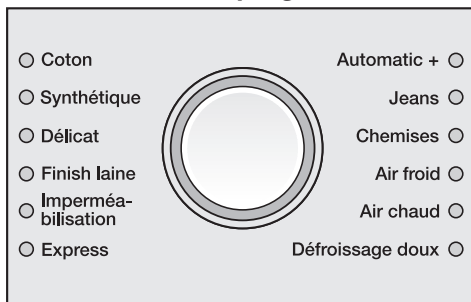 Coton
Synthétique
Délicat
Finish laine
Imperméa-
bilisation
Express
Automatic +
Jeans
Chemises
Air froid
Air chaud
Défroissage doux